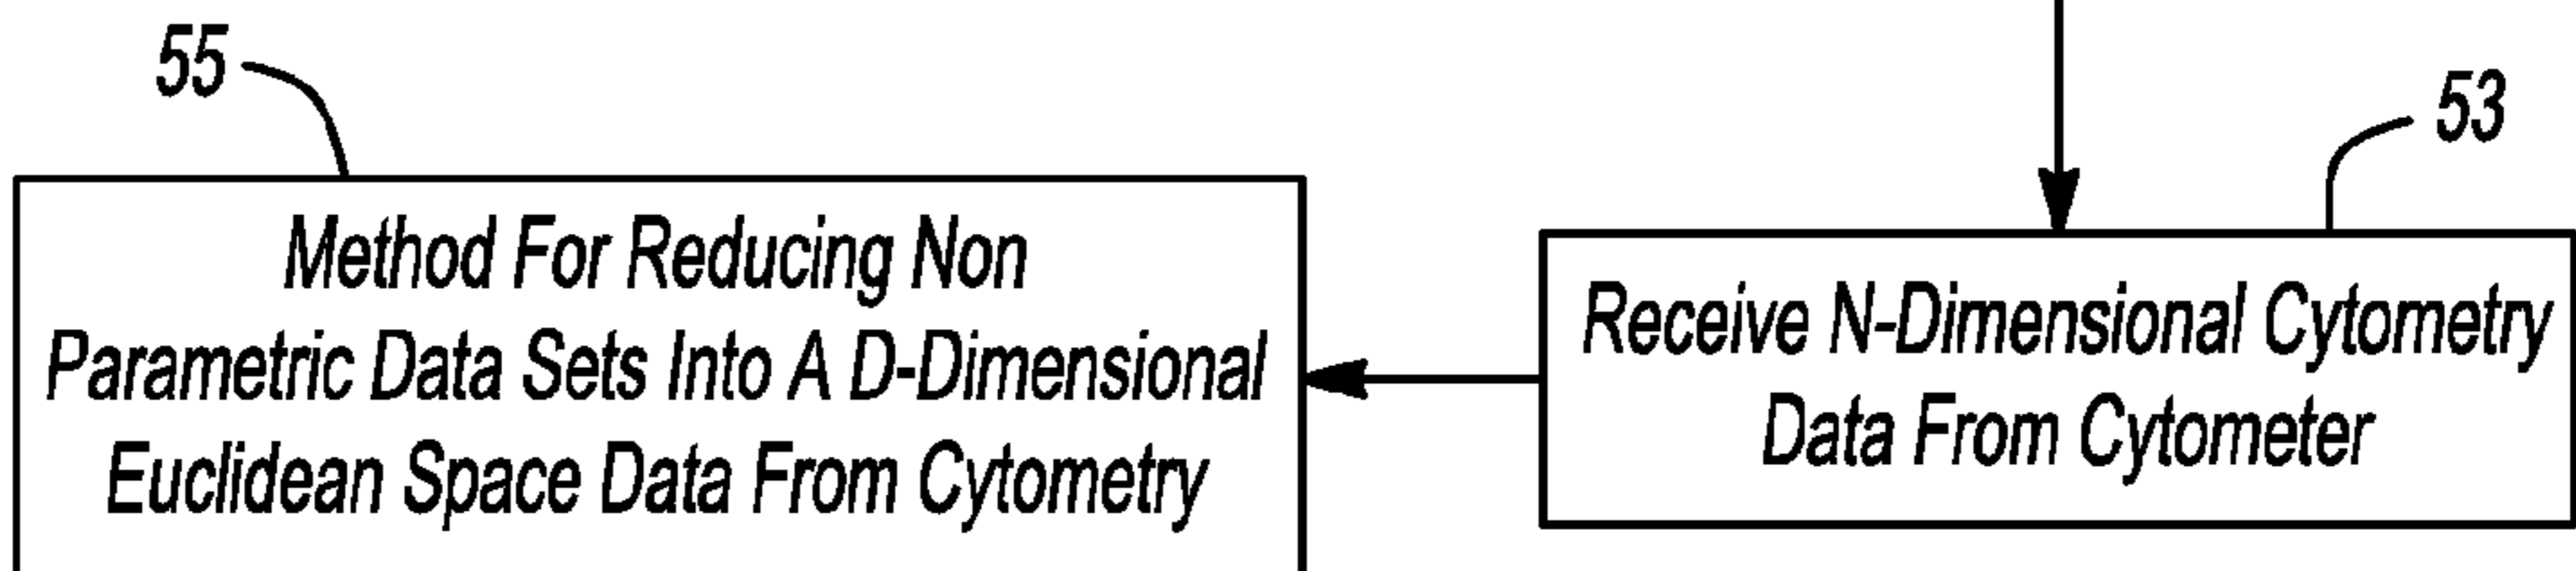 55
53
Method For Reducing Non
Parametric Data Sets Into A D-Dimensional
Euclidean Space Data From Cytometry
Receive N-Dimensional Cytometry
Data From Cytometer